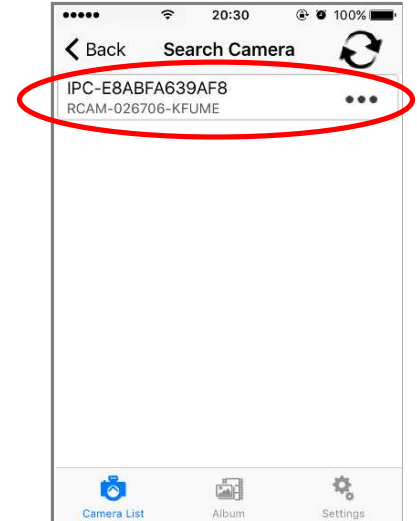 20:30 100%
Back Search Camera
IPC-E8ABFA639AF8
RCAM-026706-KFUME
Camera List Album Settings